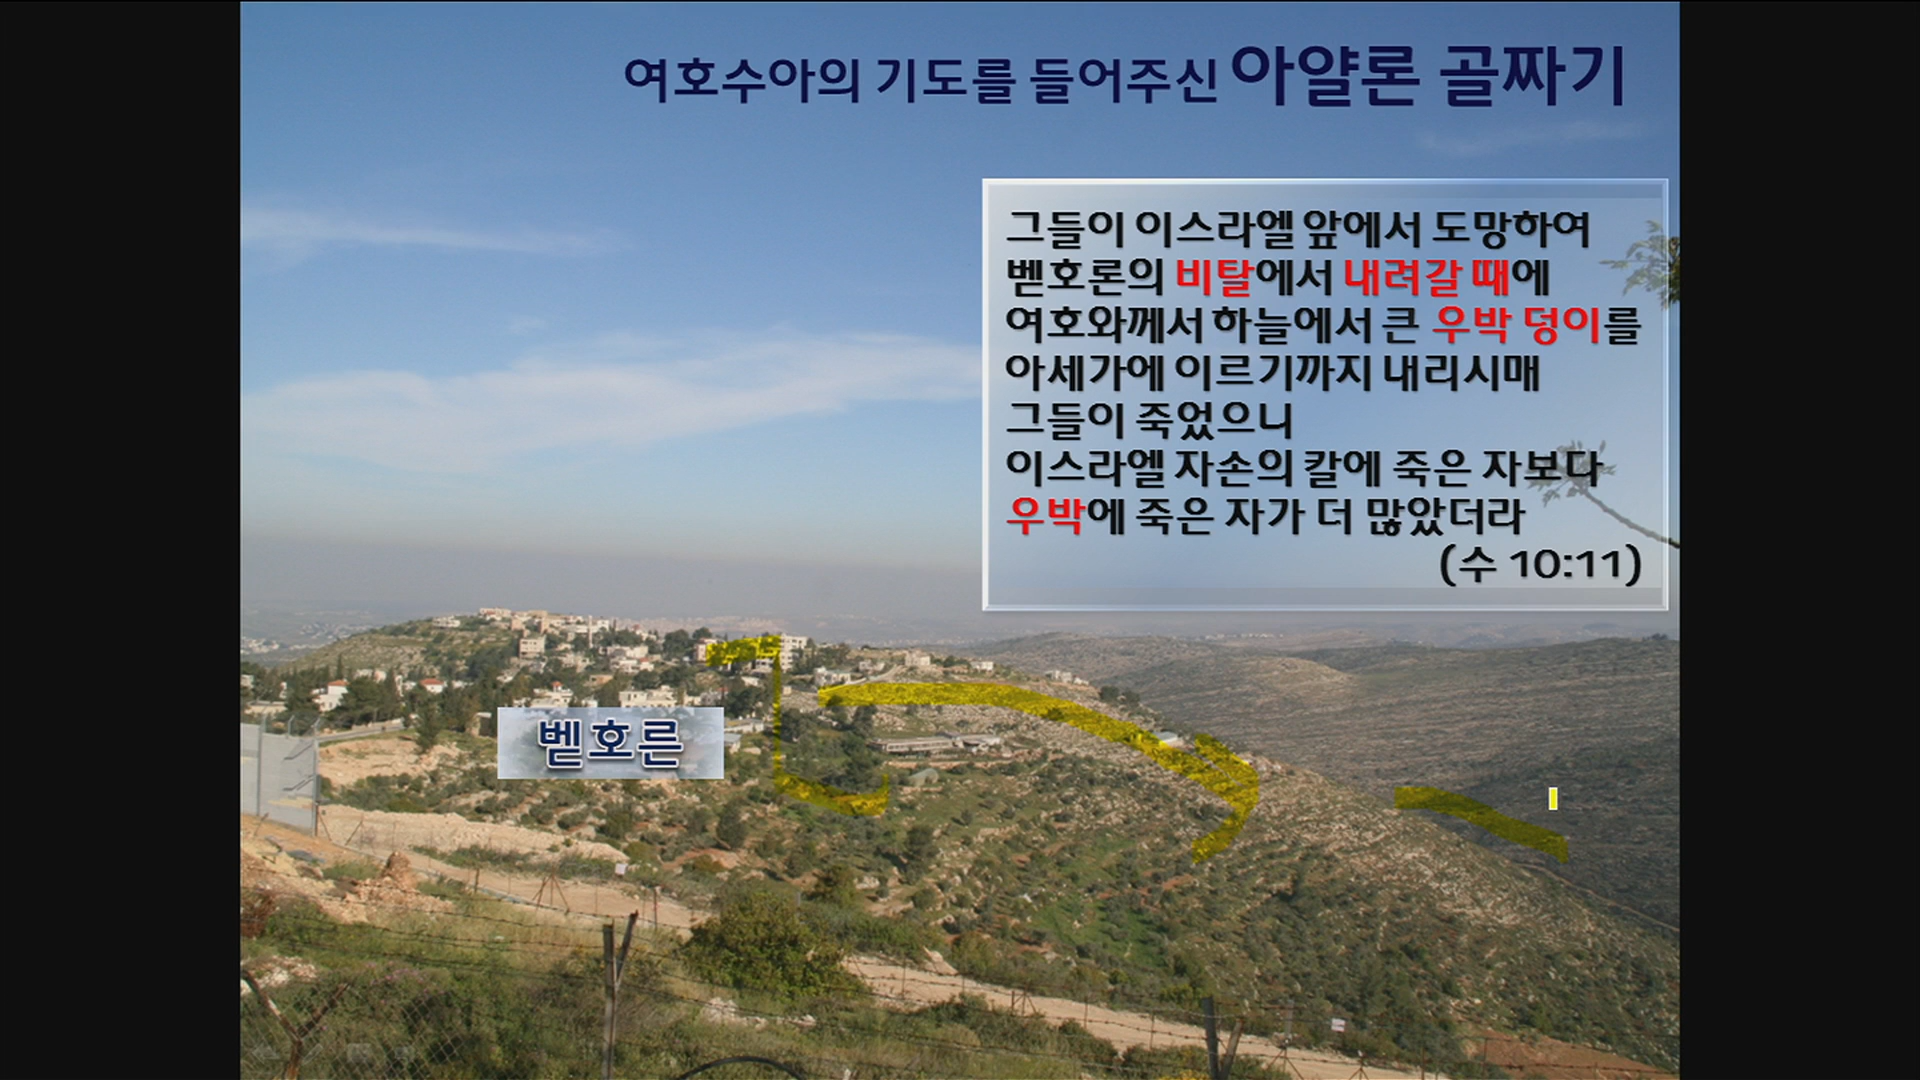 여호수아의 기도를 들어주신 아얄론 골짜기
그들이 이스라엘 앞에서 도망하여
벧호론의 비탈에서 내려갈 때에
여호와께서 하늘에서 큰 우박 덩이를
아세가에 이르기까지 내리시매
그들이 죽었으니
이스라엘 자손의 칼에 죽은 자보다
우박에 죽은 자가 더 많았더라
(수 10:11)
벧호른